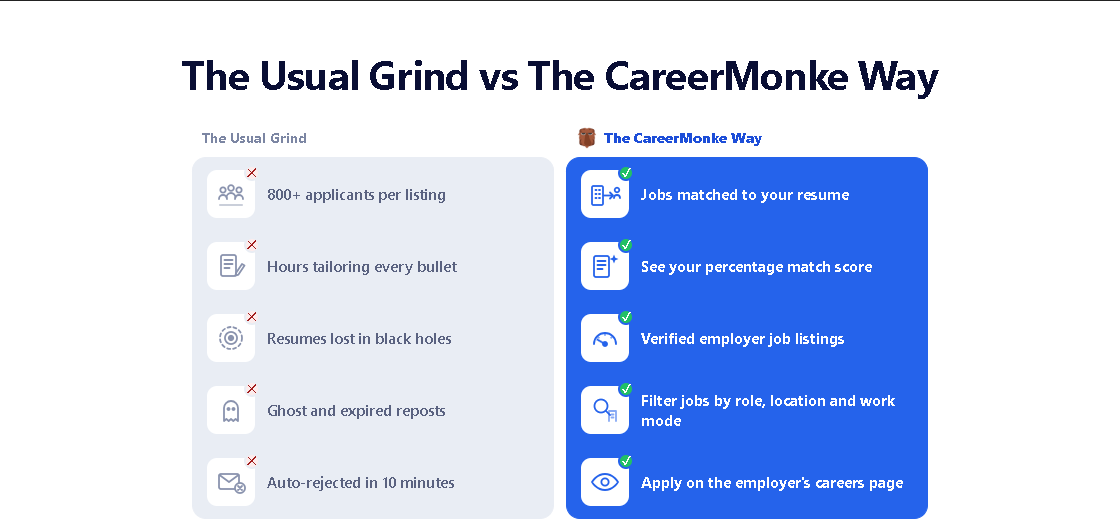 The Usual Grind vs The CareerMonke Way
The Usual Grind
800+ applicants per listing
Hours tailoring every bullet
Resumes lost in black holes
Ghost and expired reposts
Auto-rejected in 10 minutes
The CareerMonke Way
Jobs matched to your resume
See your percentage match score
Verified employer job listings
Filter jobs by role, location and work
mode
Apply on the employer's careers page